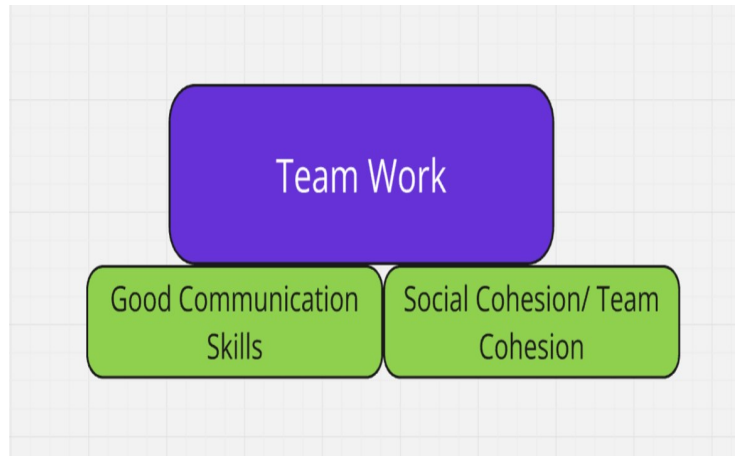 Team Work
Good Communication
Skills
Social Cohesion/ Team
Cohesion